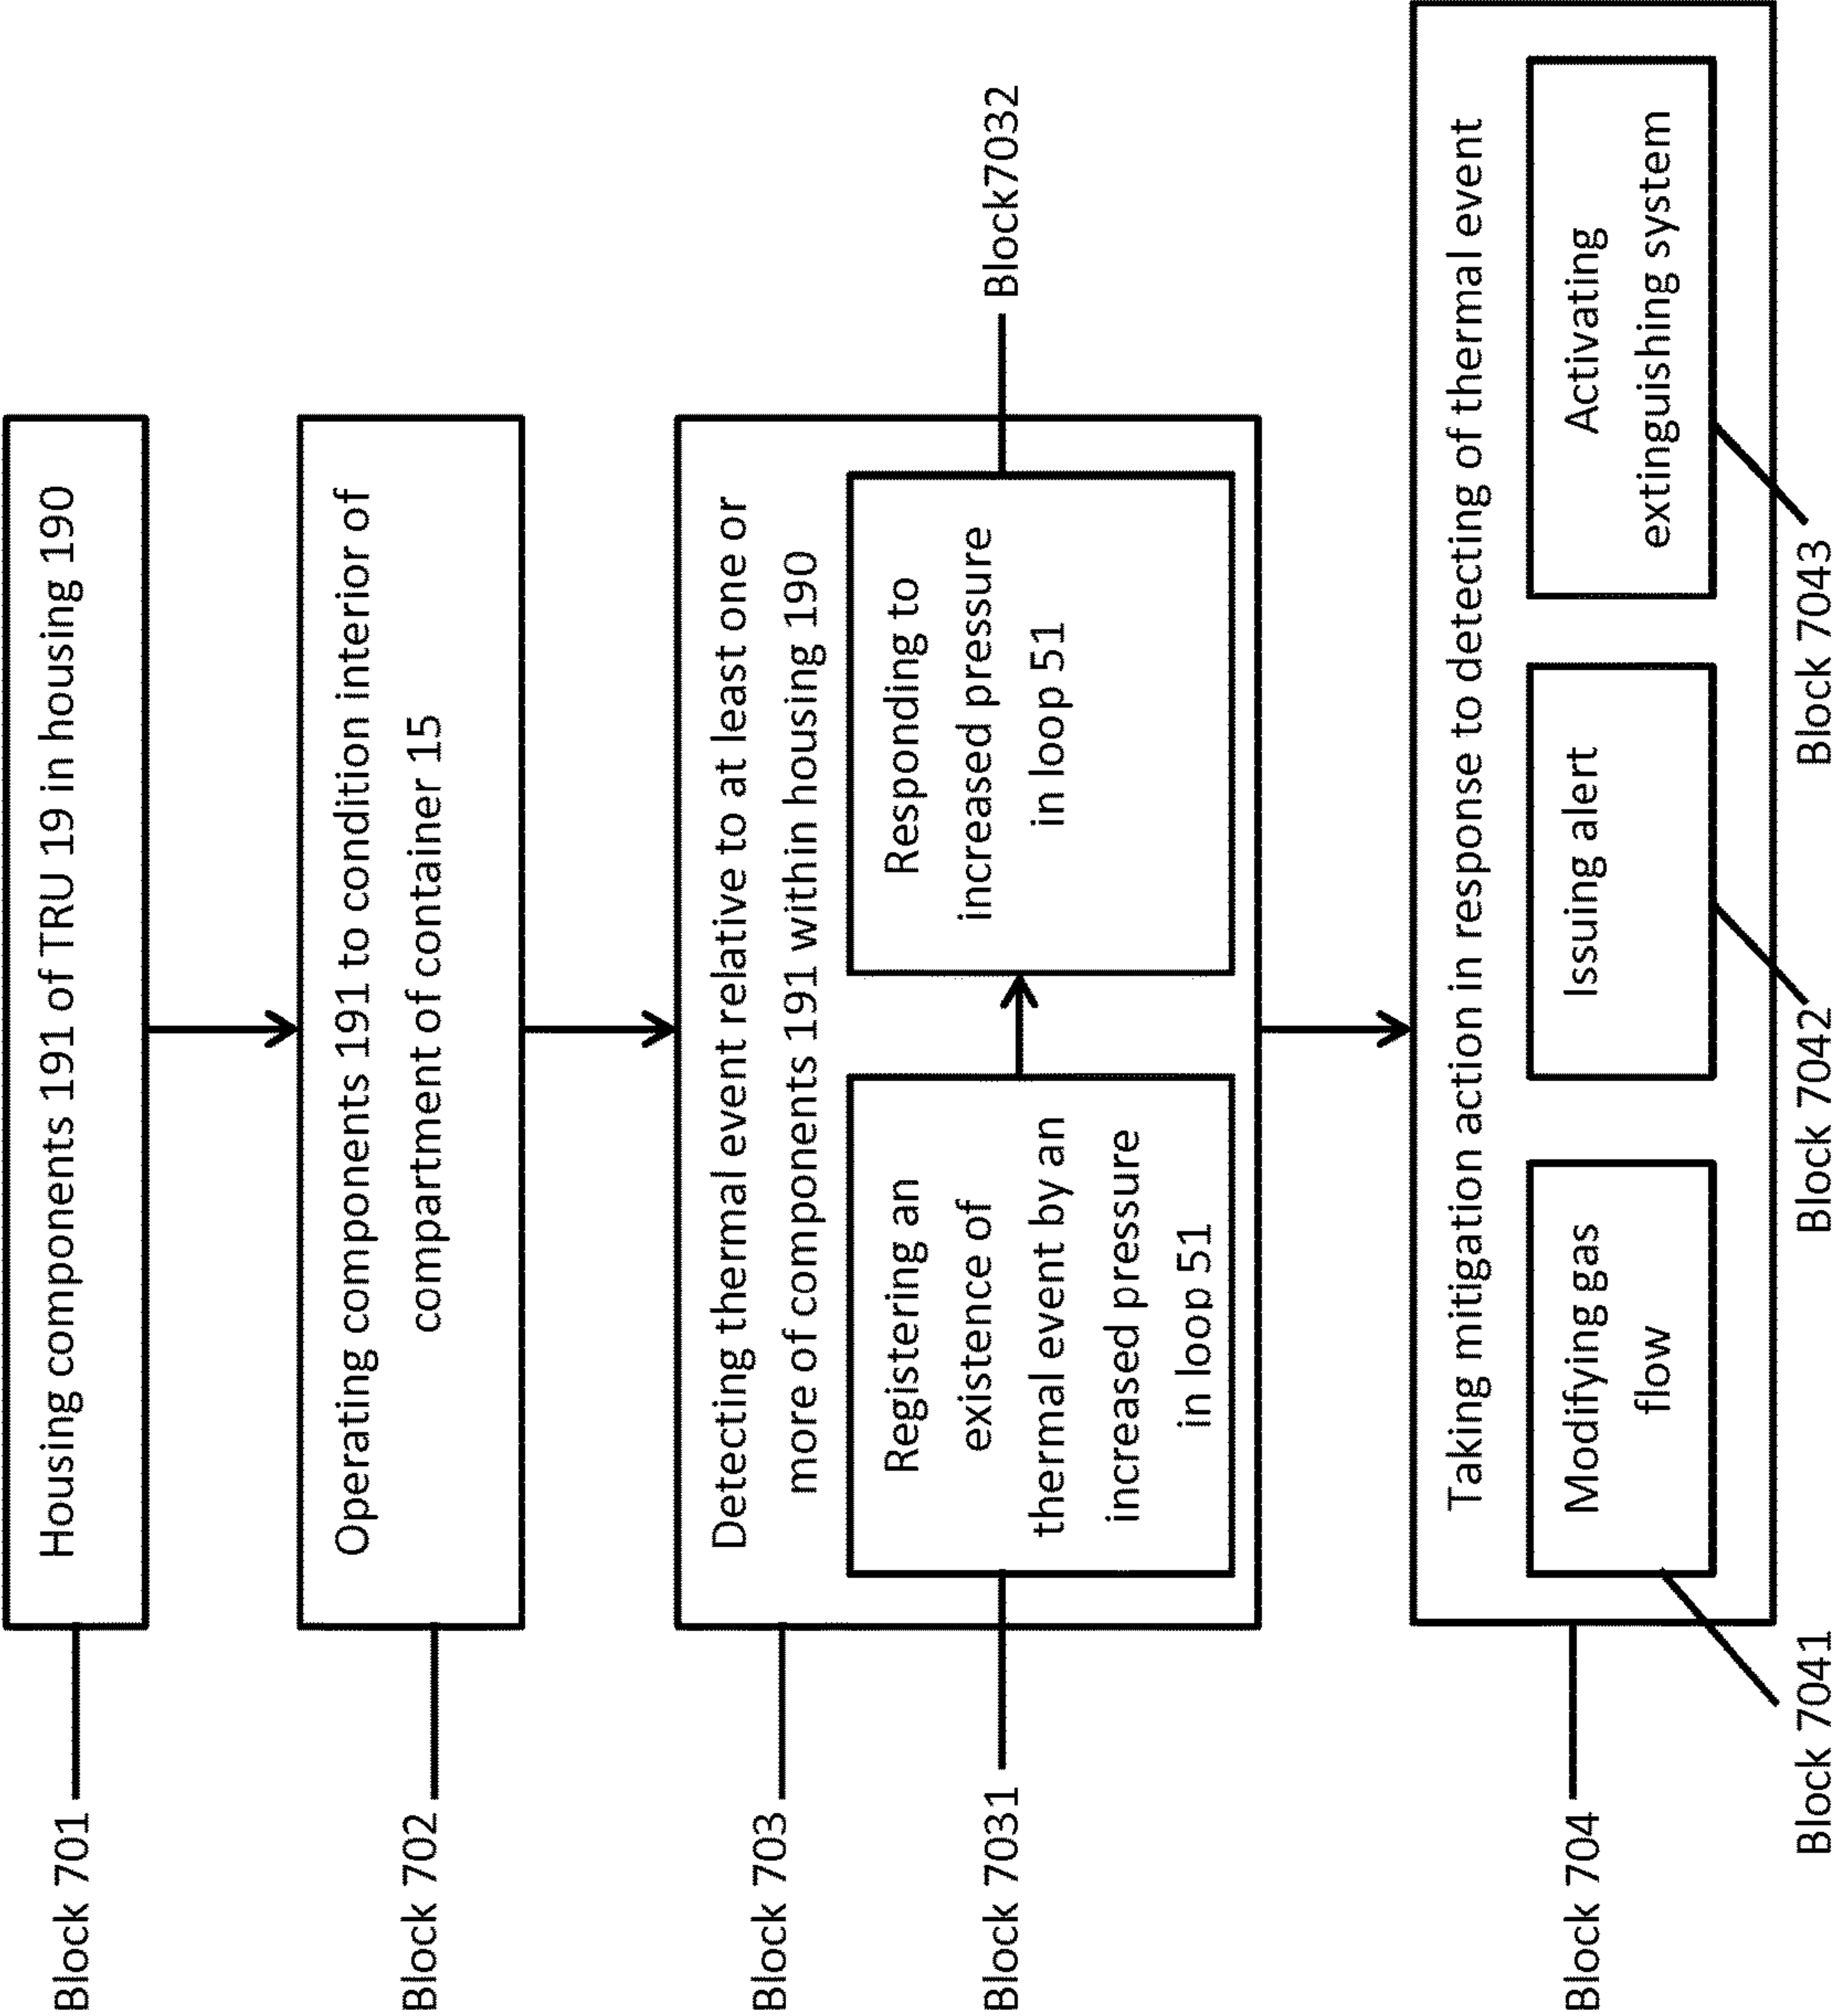 Block 701
Housing components 191 of TRU 19 in housing 190
Block 702
Operating components 191 to condition interior of
compartment of container 15
Block 703
Detecting thermal event relative to at least one or
more of components 191 within housing 190
Block 7031
Registering an
existence of
thermal event by an
increased pressure
in loop 51
Responding to
increased pressure
in loop 51
Block7032
Block 704
Taking mitigation action in response to detecting of thermal event
Modifying gas
flow
Issuing alert
Activating
extinguishing system
Block 7041
Block 7042
Block 7043